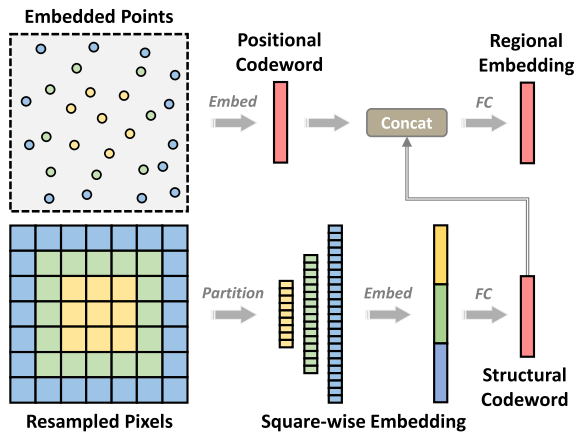 Embedded Points
Positional
Codeword
Regional
Embedding
Embed
Concat
FC
Partition
Embed
FC
Structural
Codeword
Resampled Pixels
Square-wise Embedding